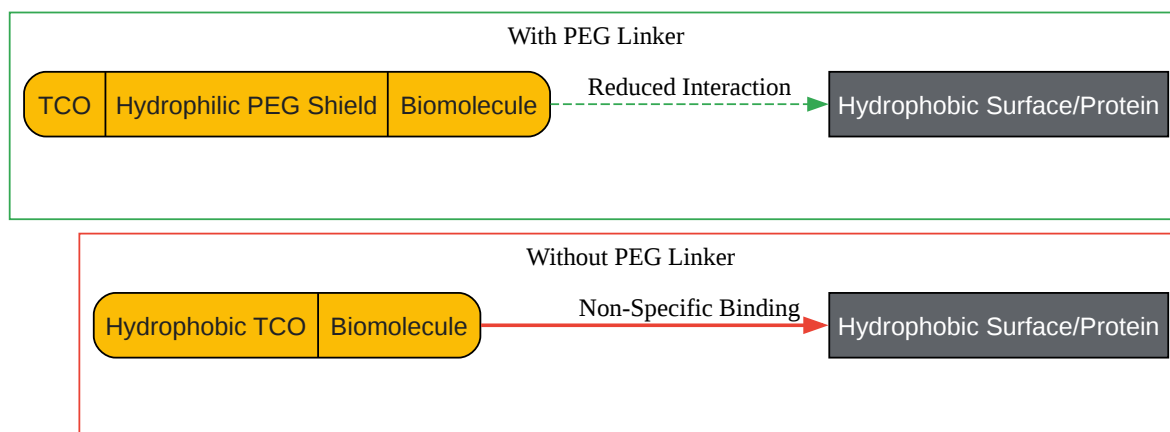 With PEG Linker
TCO
Hydrophilic PEG Shield
Biomolecule
Reduced Interaction
Hydrophobic Surface/Protein
Without PEG Linker
Hydrophobic TCO
Biomolecule
Non-Specific Binding
Hydrophobic Surface/Protein